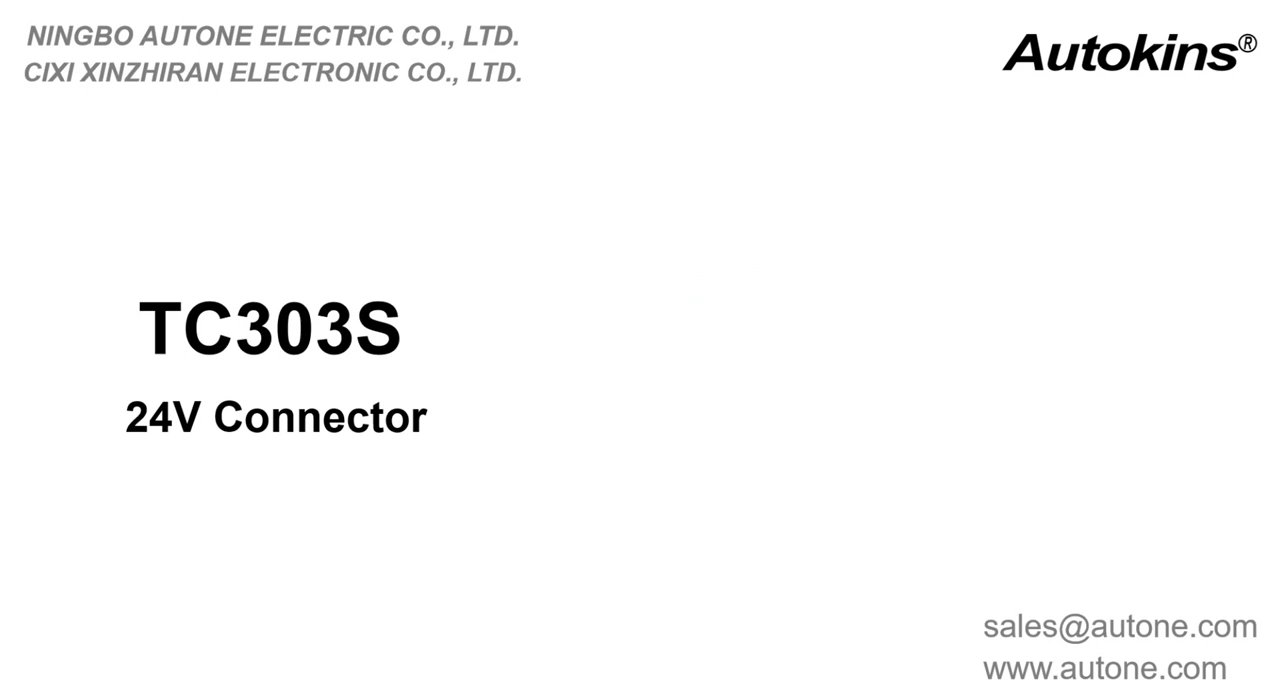 NINGBO AUTONE ELECTRIC CO., LTD.
CIXI XINZHIRAN ELECTRONIC CO., LTD.
Autokins®
TC303S
24V Connector
sales@autone.com
www.autone.com